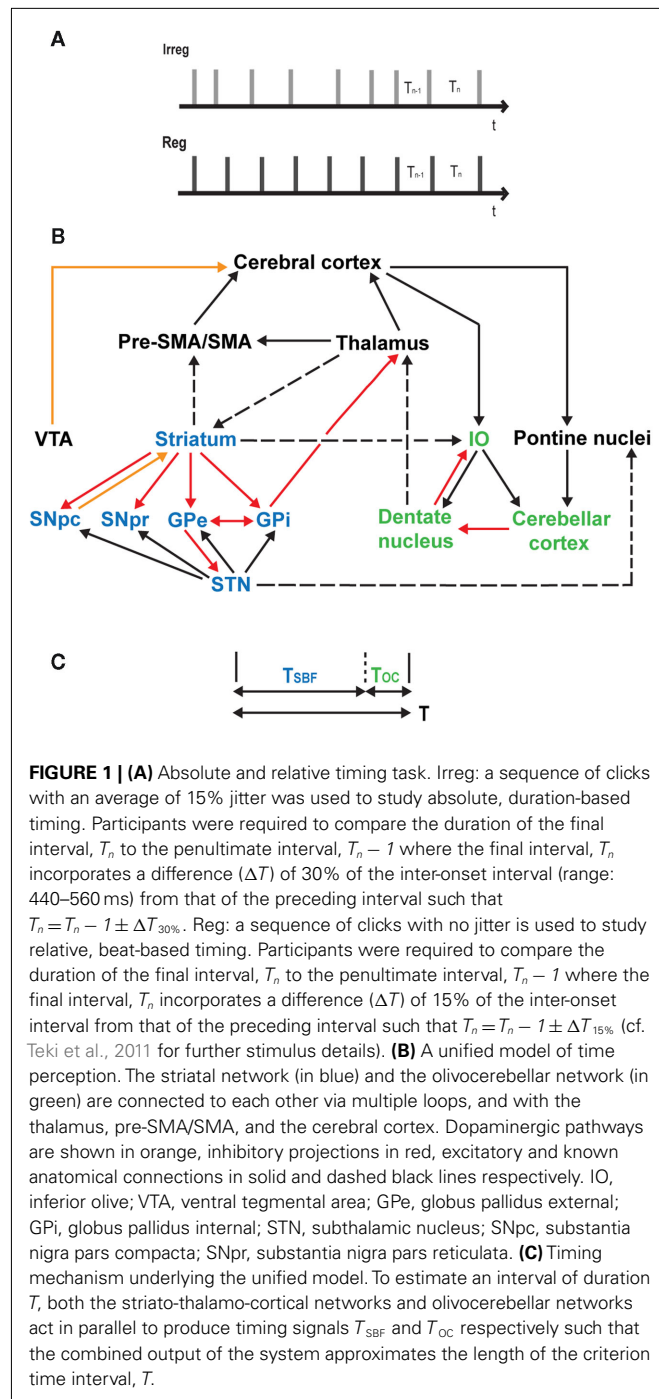 A
Irreg
Tn-1 Tn
t
Reg
Tn-1 Tn
t
B
Cerebral cortex
Pre-SMA/SMA Thalamus
VTA Striatum IO Pontine nuclei
SNpc SNpr GPe GPi Dentate nucleus Cerebellar cortex
STN
C
TSBF TOC
T
FIGURE 1 | (A) Absolute and relative timing task. Irreg: a sequence of clicks
with an average of 15% jitter was used to study absolute, duration-based
timing. Participants were required to compare the duration of the final
interval, Tn to the penultimate interval, Tn − 1 where the final interval, Tn
incorporates a difference (ΔT) of 30% of the inter-onset interval (range:
440–560 ms) from that of the preceding interval such that
Tn = Tn − 1 ± ΔT30%. Reg: a sequence of clicks with no jitter is used to study
relative, beat-based timing. Participants were required to compare the
duration of the final interval, Tn to the penultimate interval, Tn − 1 where the
final interval, Tn incorporates a difference (ΔT) of 15% of the inter-onset
interval from that of the preceding interval such that Tn = Tn − 1 ± ΔT15% (cf.
Teki et al., 2011 for further stimulus details). (B) A unified model of time
perception. The striatal network (in blue) and the olivocerebellar network (in
green) are connected to each other via multiple loops, and with the
thalamus, pre-SMA/SMA, and the cerebral cortex. Dopaminergic pathways
are shown in orange, inhibitory projections in red, excitatory and known
anatomical connections in solid and dashed black lines respectively. IO,
inferior olive; VTA, ventral tegmental area; GPe, globus pallidus external;
GPi, globus pallidus internal; STN, subthalamic nucleus; SNpc, substantia
nigra pars compacta; SNpr, substantia nigra pars reticulata. (C) Timing
mechanism underlying the unified model. To estimate an interval of duration
T, both the striato-thalamo-cortical networks and olivocerebellar networks
act in parallel to produce timing signals TSBF and TOC respectively such that
the combined output of the system approximates the length of the criterion
time interval, T.